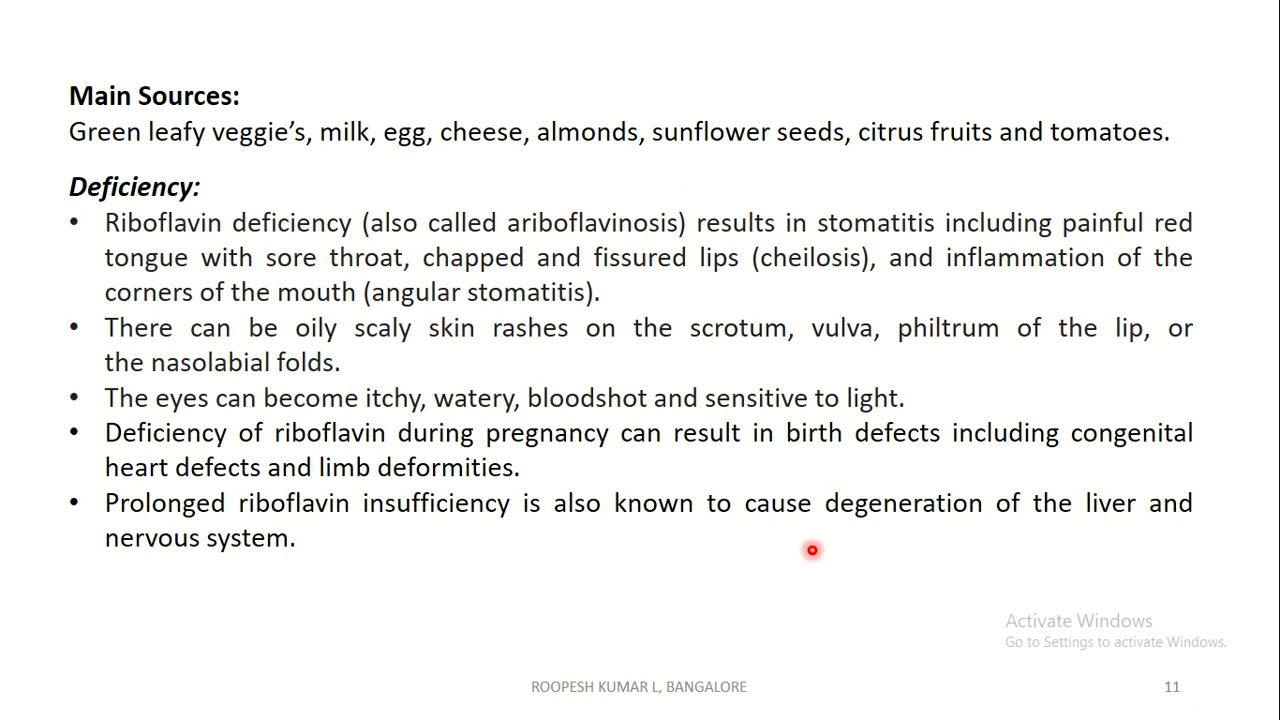 Main Sources:
Green leafy veggie’s, milk, egg, cheese, almonds, sunflower seeds, citrus fruits and tomatoes.
Deficiency:
• Riboflavin deficiency (also called ariboflavinosis) results in stomatitis including painful red
tongue with sore throat, chapped and fissured lips (cheilosis), and inflammation of the
corners of the mouth (angular stomatitis).
• There can be oily scaly skin rashes on the scrotum, vulva, philtrum of the lip, or
the nasolabial folds.
• The eyes can become itchy, watery, bloodshot and sensitive to light.
• Deficiency of riboflavin during pregnancy can result in birth defects including congenital
heart defects and limb deformities.
• Prolonged riboflavin insufficiency is also known to cause degeneration of the liver and
nervous system.
Activate Windows
Go to Settings to activate Windows.
ROOPESH KUMAR L, BANGALORE 11